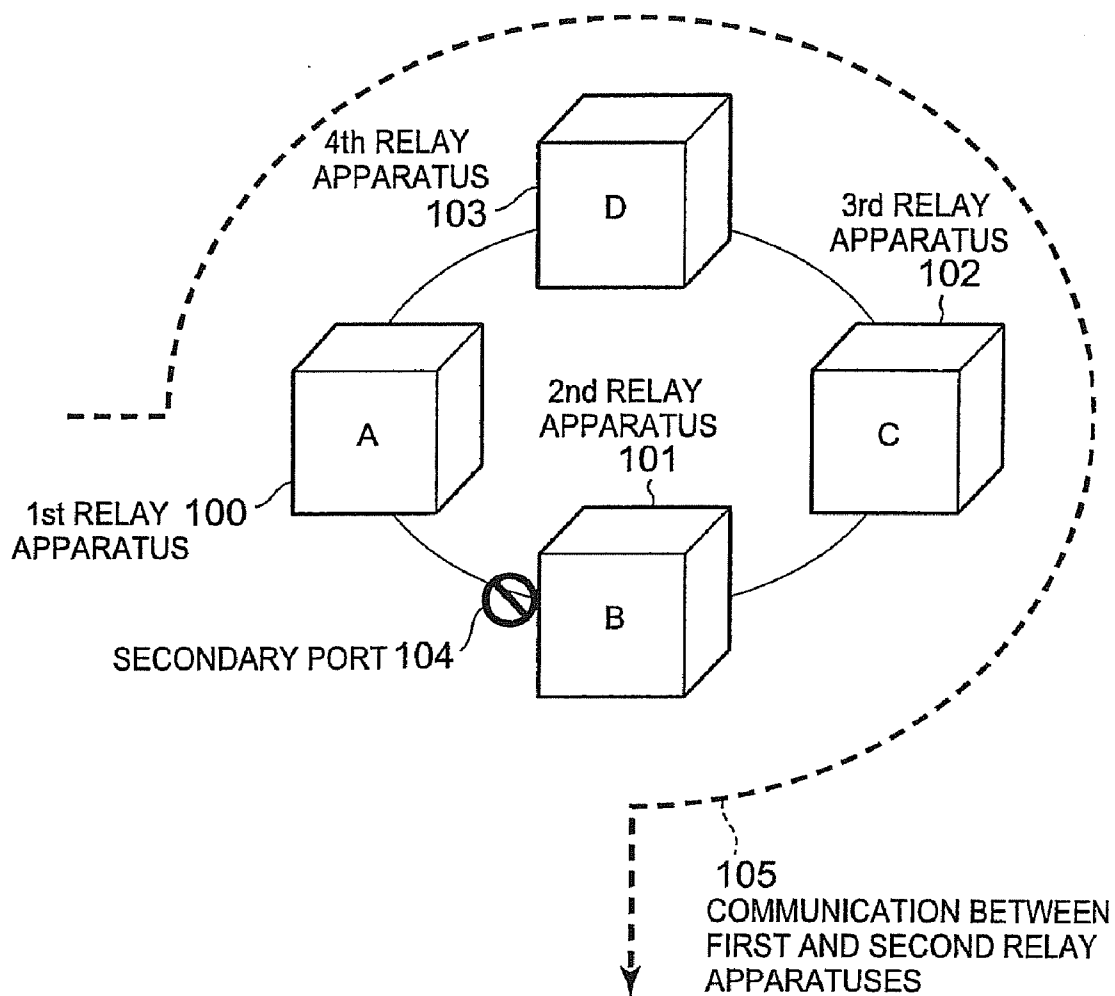 4th RELAY
APPARATUS
103
D
3rd RELAY
APPARATUS
102
A
2nd RELAY
APPARATUS
101
C
1st RELAY 100
APPARATUS
B
SECONDARY PORT 104
105
COMMUNICATION BETWEEN
FIRST AND SECOND RELAY
APPARATUSES